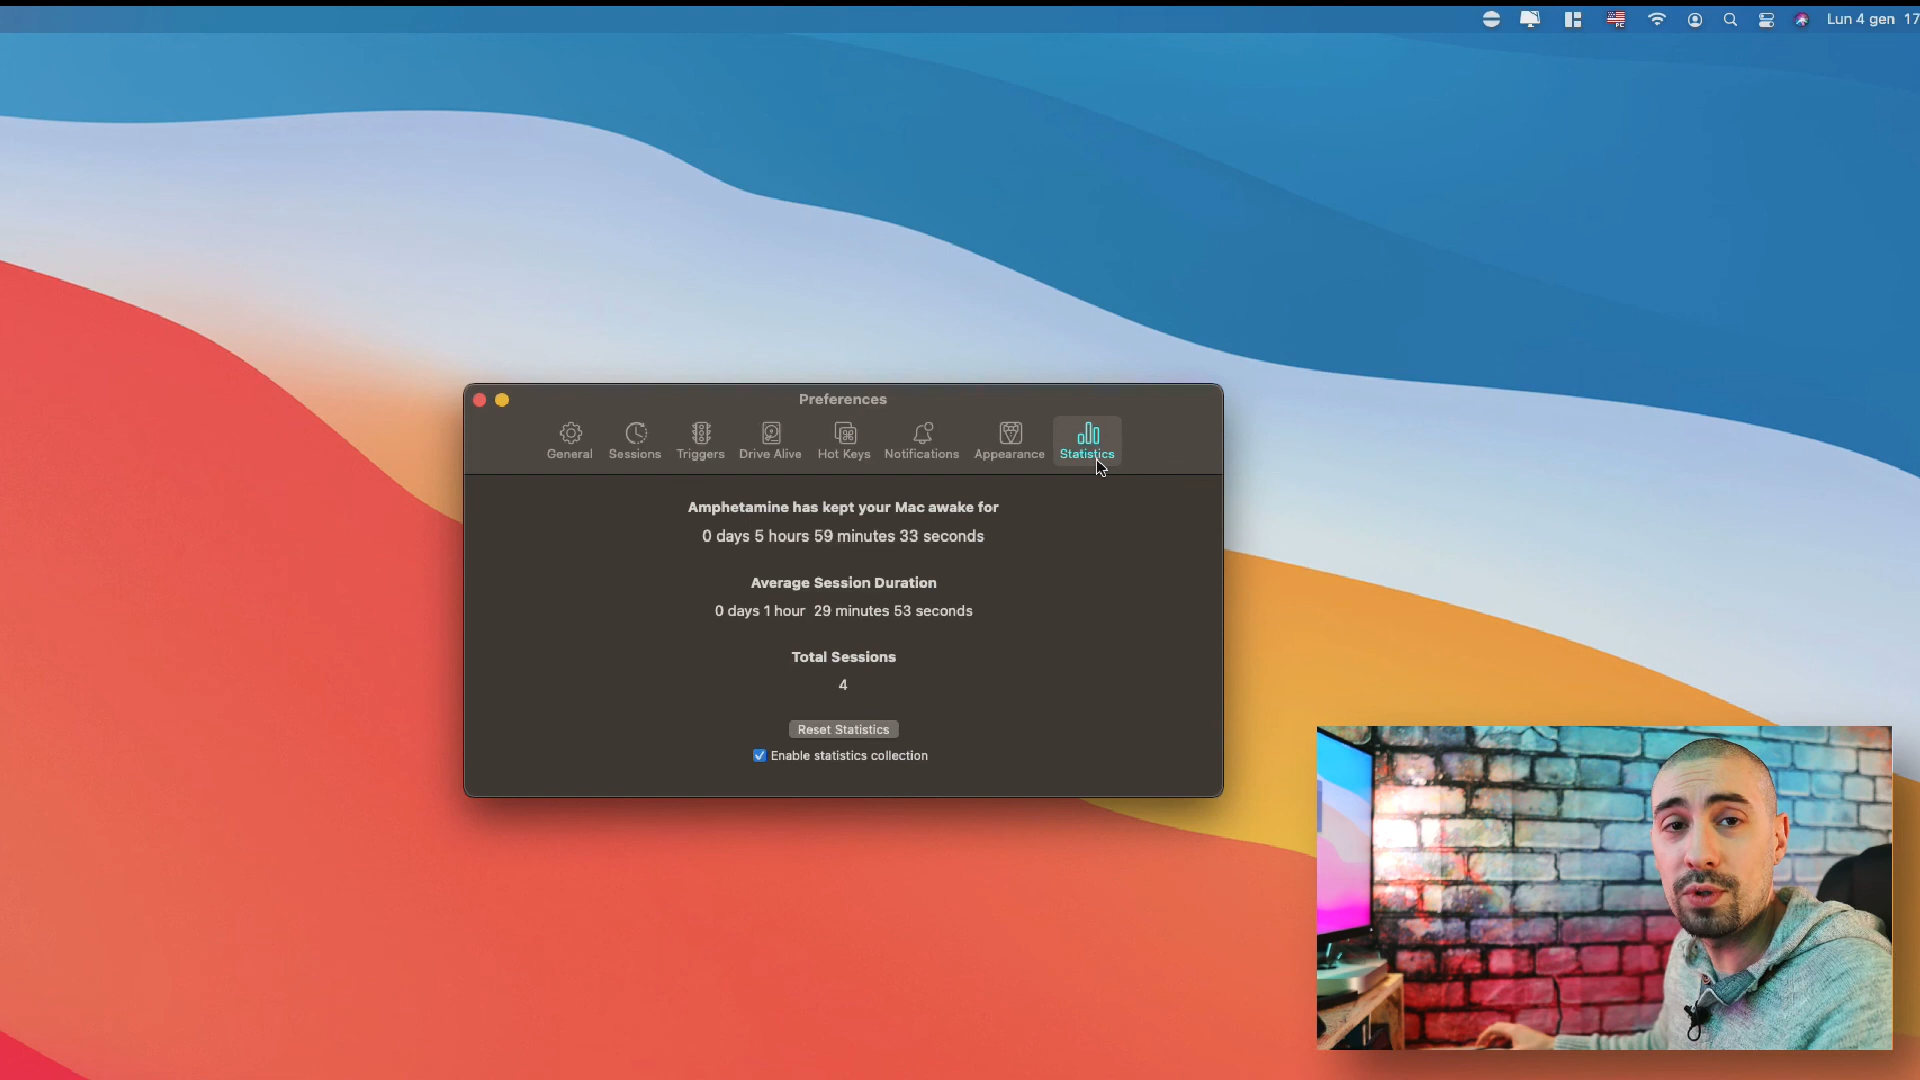 Lun 4 gen 17
Preferences
General
Sessions
Triggers
Drive Alive
Hot Keys
Notifications
Appearance
Statistics
Amphetamine has kept your Mac awake for
0 days 5 hours 59 minutes 33 seconds
Average Session Duration
0 days 1 hour 29 minutes 53 seconds
Total Sessions
4
Reset Statistics
Enable statistics collection